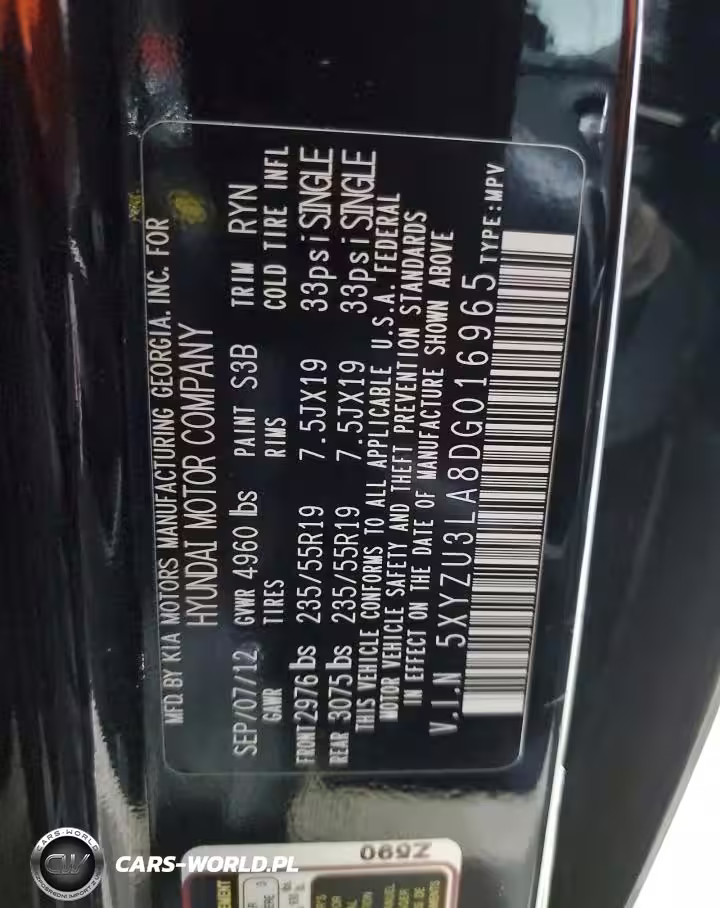 MFD. BY KIA MOTORS MANUFACTURING GEORGIA. INC. FOR
HYUNDAI MOTOR COMPANY
SEP/07/12 GVWR 4960 lbs PAINT S3B TRIM RYN
GAWR TIRES RIMS COLD TIRE INFL
FRONT 2976 lbs 235/55R19 7.5JX19 33psi SINGLE
REAR 3075 lbs 235/55R19 7.5JX19 33psi SINGLE
THIS VEHICLE CONFORMS TO ALL APPLICABLE U.S.A. FEDERAL
MOTOR VEHICLE SAFETY AND THEFT PREVENTION STANDARDS
IN EFFECT ON THE DATE OF MANUFACTURE SHOWN ABOVE
V.I.N 5XYZU3LA8DG016965 TYPE:MPV
Z590
CARS-WORLD
CW
CARS-WORLD.PL